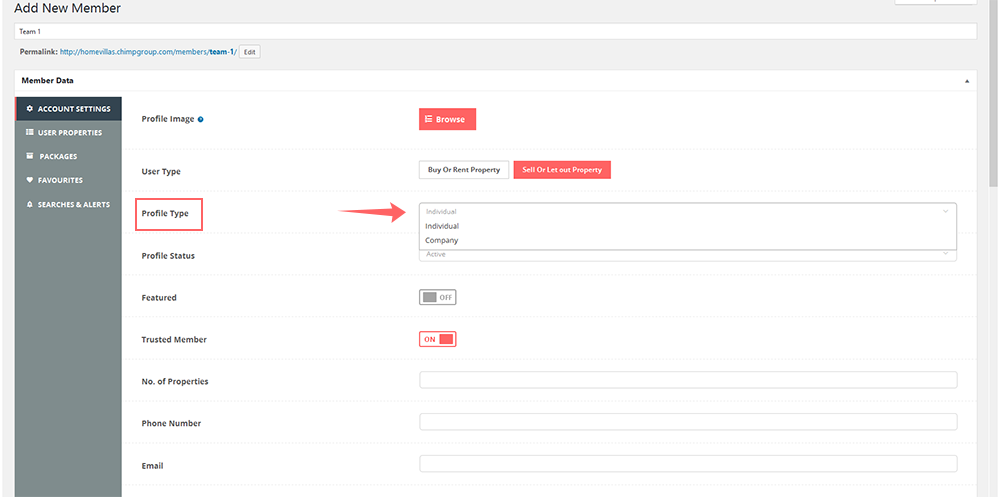 Add New Member
Team 1
Permalink: http://homevillas.chimpgroup.com/members/team-1/ Edit
Member Data
ACCOUNT SETTINGS
USER PROPERTIES
PACKAGES
FAVOURITES
SEARCHES & ALERTS
Profile Image ?
Browse
User Type
Buy Or Rent Property
Sell Or Let out Property
Profile Type
Individual
Individual
Company
Profile Status
Active
Featured
OFF
Trusted Member
ON
No. of Properties
Phone Number
Email